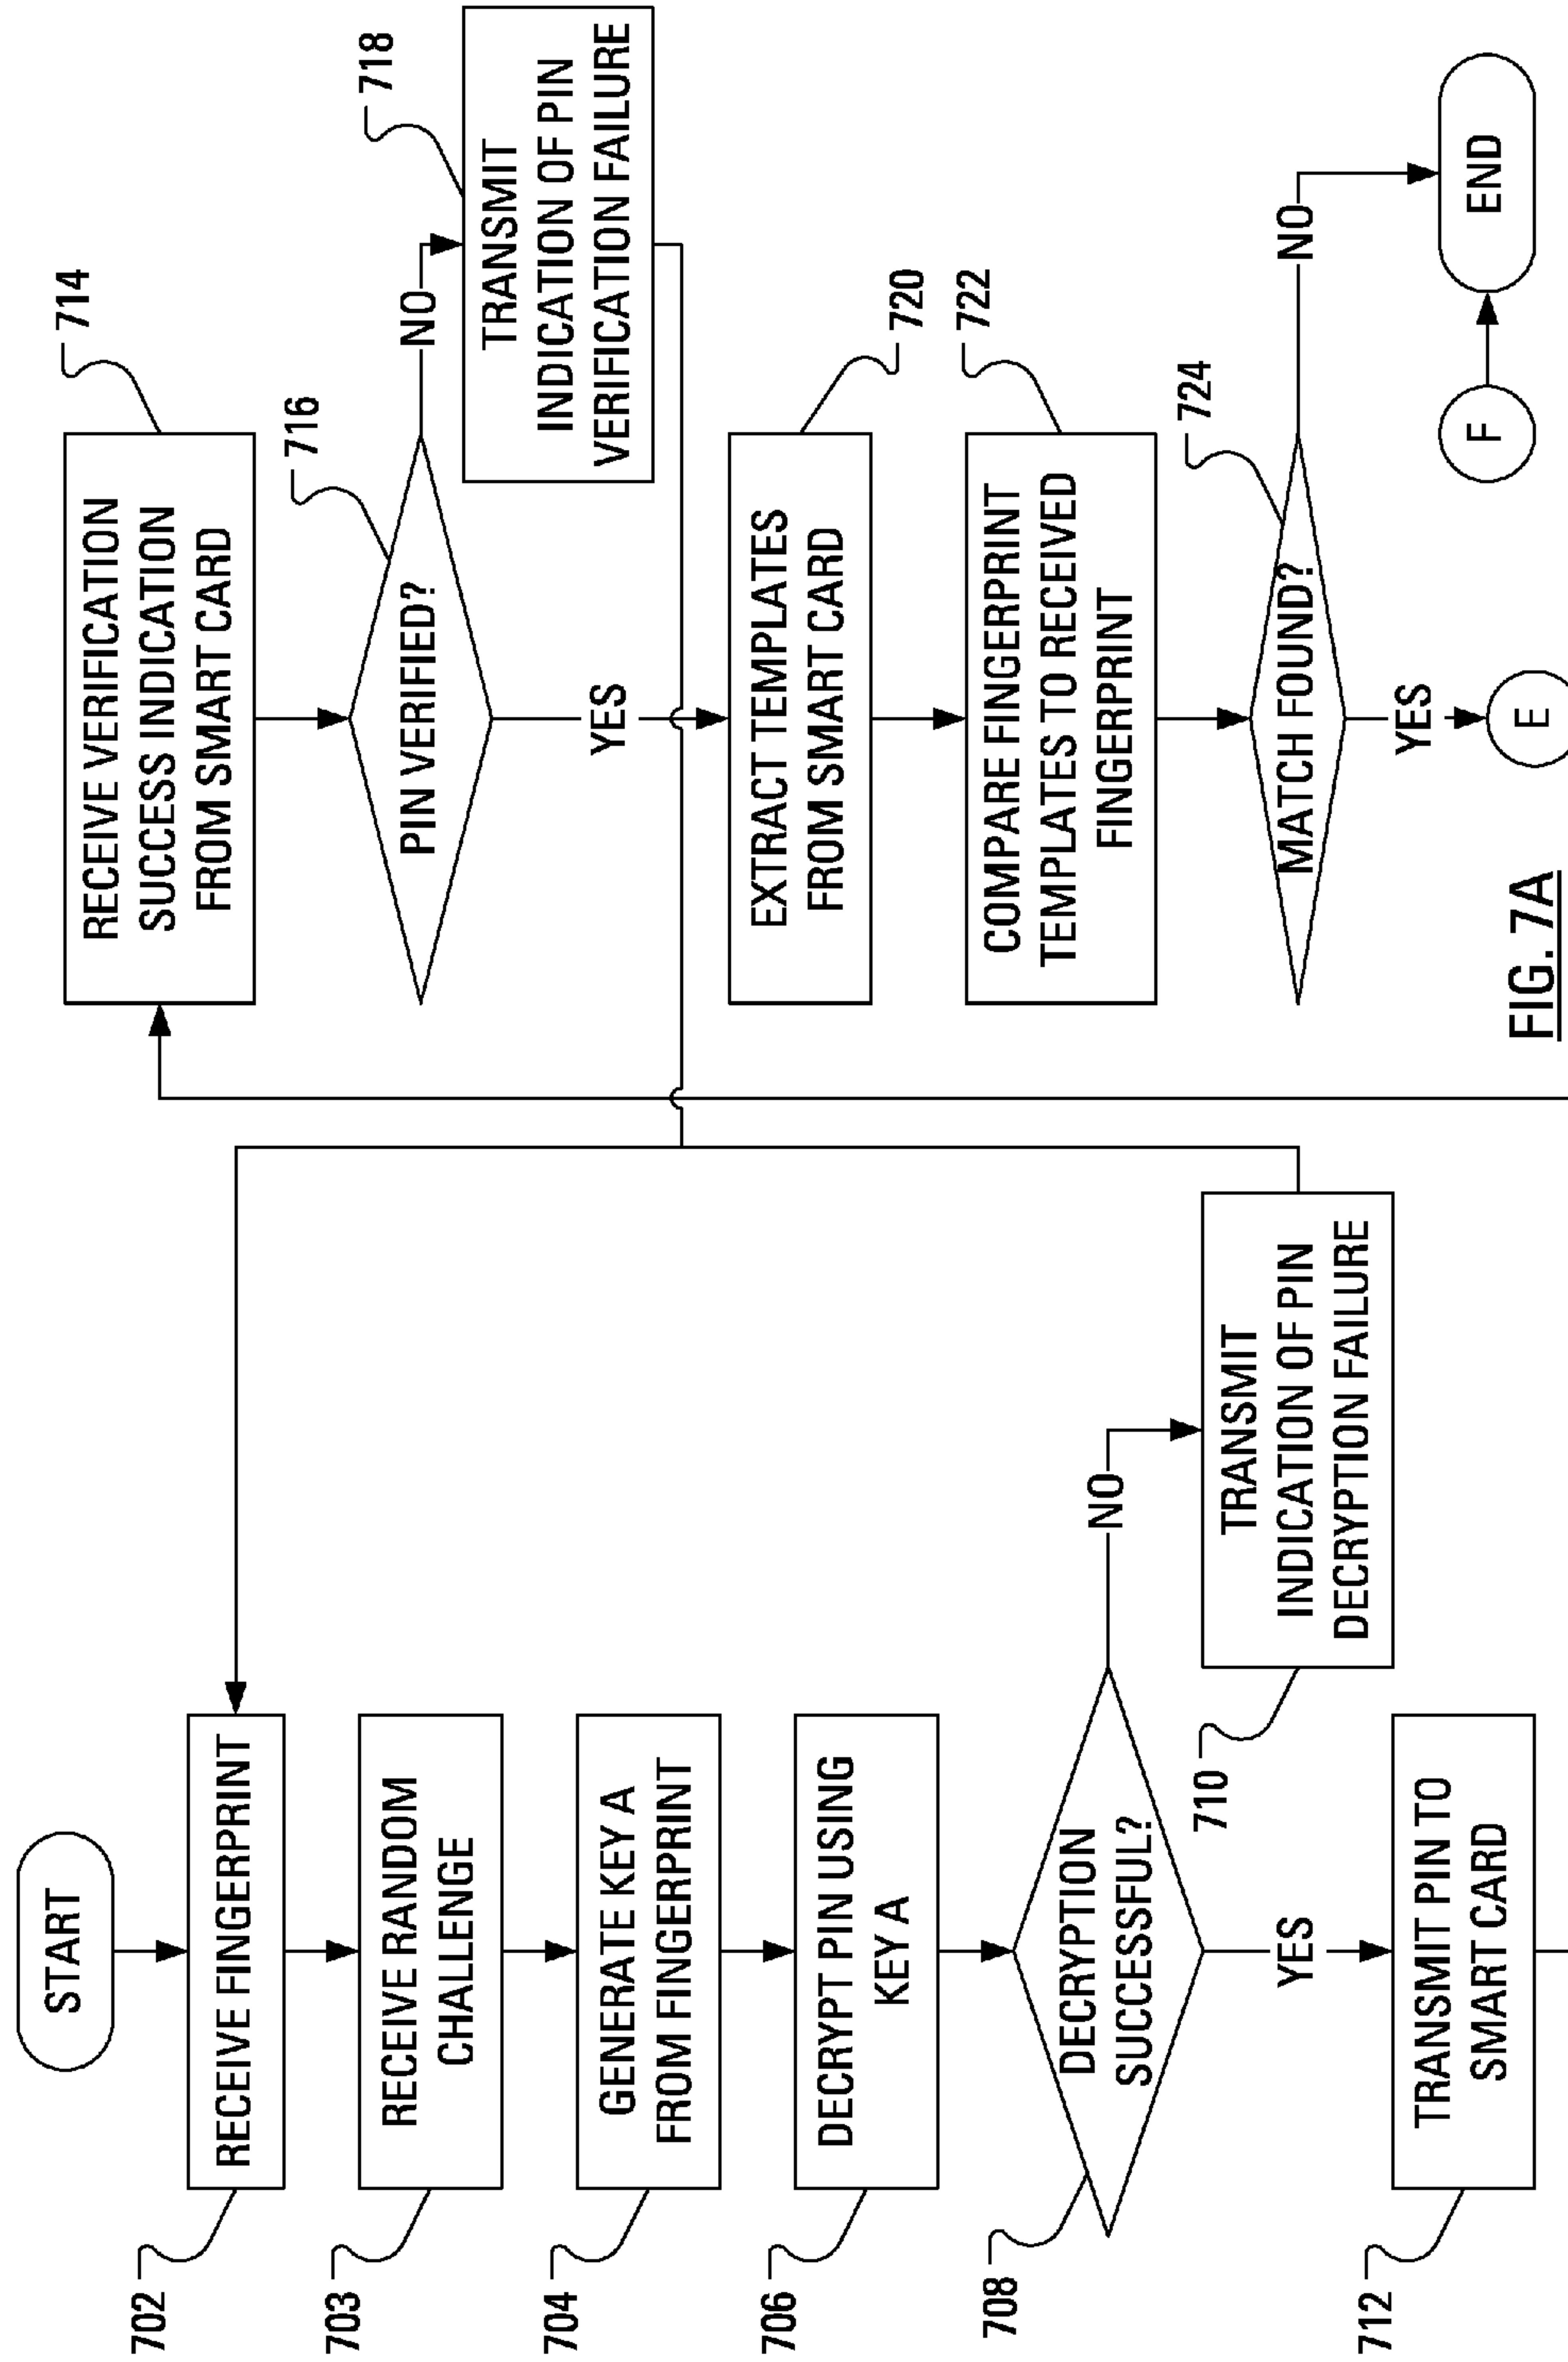 START
702
RECEIVE FINGERPRINT
703
RECEIVE RANDOM
CHALLENGE
704
GENERATE KEY A
FROM FINGERPRINT
706
DECRYPT PIN USING
KEY A
708
DECRYPTION
SUCCESSFUL?
NO
710
TRANSMIT
INDICATION OF PIN
DECRYPTION FAILURE
YES
712
TRANSMIT PIN TO
SMART CARD
714
RECEIVE VERIFICATION
SUCCESS INDICATION
FROM SMART CARD
716
PIN VERIFIED?
NO
718
TRANSMIT
INDICATION OF PIN
VERIFICATION FAILURE
YES
720
EXTRACT TEMPLATES
FROM SMART CARD
722
COMPARE FINGERPRINT
TEMPLATES TO RECEIVED
FINGERPRINT
724
MATCH FOUND?
NO
YES
E
F
END
FIG. 7A